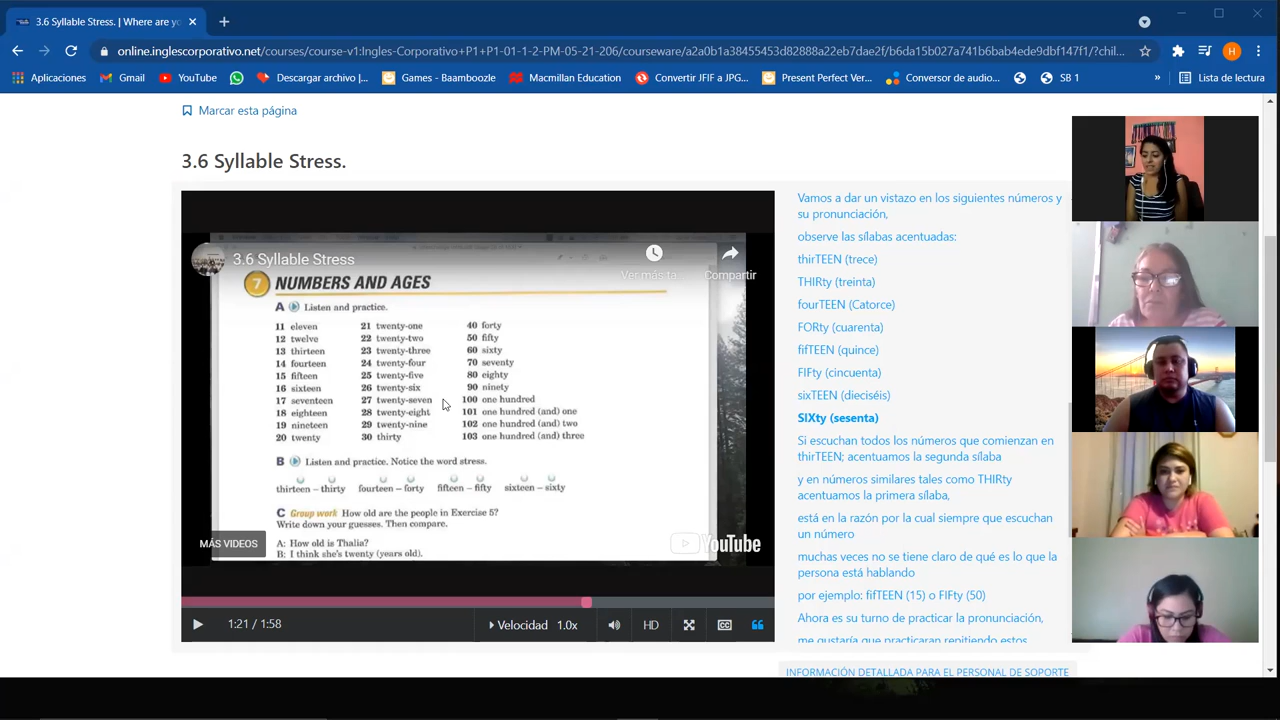 3.6 Syllable Stress. | Where are yo
online.inglescorporativo.net/courses/course-v1:Ingles-Corporativo+P1+P1-01-1-2-PM-05-21-206/courseware/a2a0b1a38455453d82888a22eb7dae2f/b6da15b027a741b6bab4ede9dbf147f1/?chil...
H
Aplicaciones
Gmail
YouTube
Descargar archivo |...
Games - Baamboozle
Macmillan Education
Convertir JFIF a JPG...
Present Perfect Ver...
Conversor de audio...
SB 1
»
Lista de lectura
Marcar esta página
3.6 Syllable Stress.
3.6 Syllable Stress
Ver más ta
Compartir
7 NUMBERS AND AGES
A Listen and practice.
11 eleven 21 twenty-one 40 forty
12 twelve 22 twenty-two 50 fifty
13 thirteen 23 twenty-three 60 sixty
14 fourteen 24 twenty-four 70 seventy
15 fifteen 25 twenty-five 80 eighty
16 sixteen 26 twenty-six 90 ninety
17 seventeen 27 twenty-seven 100 one hundred
18 eighteen 28 twenty-eight 101 one hundred (and) one
19 nineteen 29 twenty-nine 102 one hundred (and) two
20 twenty 30 thirty 103 one hundred (and) three
B Listen and practice. Notice the word stress.
thirteen – thirty fourteen – forty fifteen – fifty sixteen – sixty
C Group work How old are the people in Exercise 5?
Write down your guesses. Then compare.
A: How old is Thalia?
B: I think she's twenty (years old).
MÁS VIDEOS
YouTube
1:21 / 1:58
Velocidad 1.0x
HD
Vamos a dar un vistazo en los siguientes números y
su pronunciación,
observe las sílabas acentuadas:
thirTEEN (trece)
THIRty (treinta)
fourTEEN (Catorce)
FORty (cuarenta)
fifTEEN (quince)
FIFty (cincuenta)
sixTEEN (dieciséis)
SIXty (sesenta)
Si escuchan todos los números que comienzan en
thirTEEN; acentuamos la segunda sílaba
y en números similares tales como THIRty
acentuamos la primera sílaba,
está en la razón por la cual siempre que escuchan
un número
muchas veces no se tiene claro de qué es lo que la
persona está hablando
por ejemplo: fifTEEN (15) o FIFty (50)
Ahora es su turno de practicar la pronunciación,
me gustaría que practicaran repitiendo estos
INFORMACIÓN DETALLADA PARA EL PERSONAL DE SOPORTE